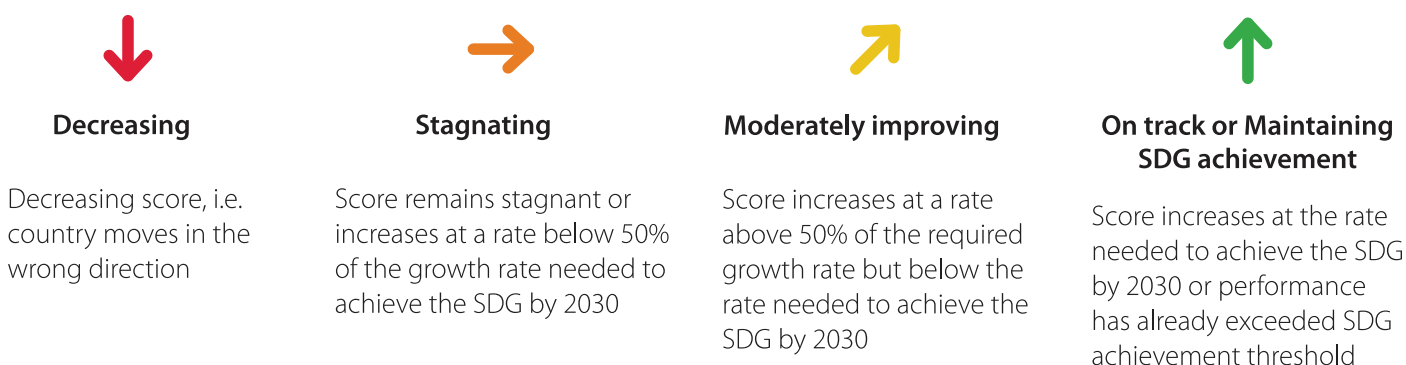 Decreasing
Decreasing score, i.e.
country moves in the
wrong direction
Stagnating
Score remains stagnant or
increases at a rate below 50%
of the growth rate needed to
achieve the SDG by 2030
Moderately improving
Score increases at a rate
above 50% of the required
growth rate but below the
rate needed to achieve the
SDG by 2030
On track or Maintaining
SDG achievement
Score increases at the rate
needed to achieve the SDG
by 2030 or performance
has already exceeded SDG
achievement threshold